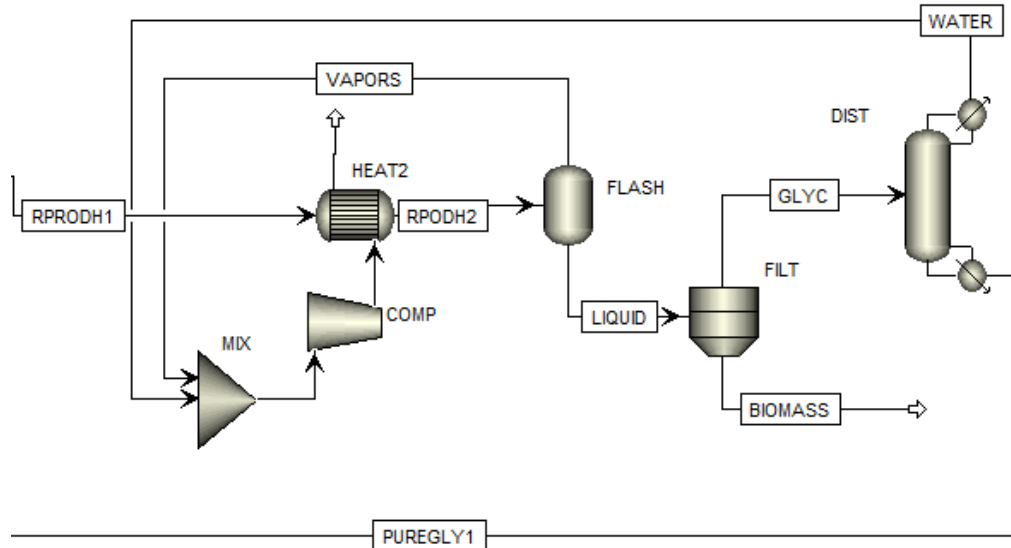 WATER
VAPORS
DIST
HEAT2
FLASH
GLYC
RPRODH1
RPODH2
FILT
COMP
LIQUID
MIX
BIOMASS
PUREGLY1